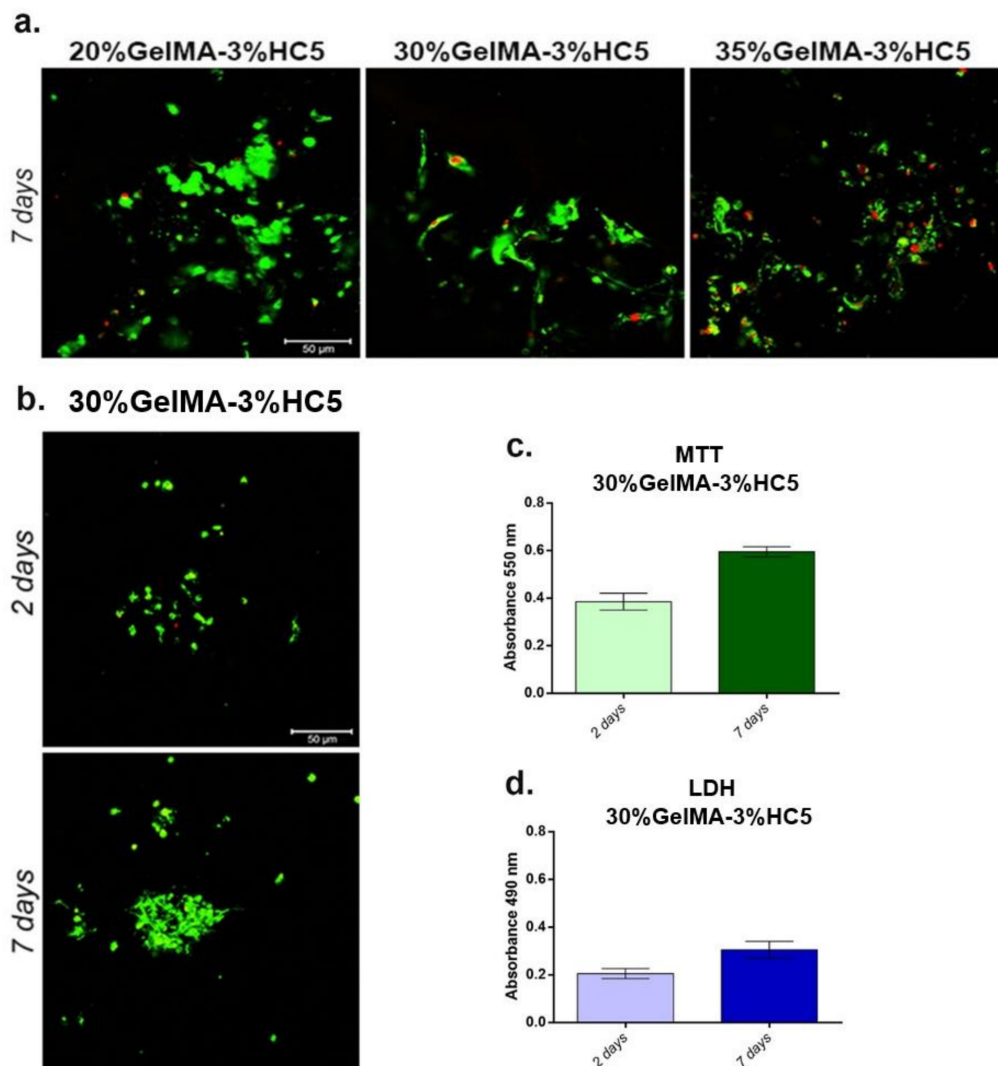 a.
20%GelMA-3%HC5
30%GelMA-3%HC5
35%GelMA-3%HC5
7 days
50 µm
b. 30%GelMA-3%HC5
2 days
50 µm
7 days
c.
MTT
30%GelMA-3%HC5
Absorbance 550 nm
0.8
0.6
0.4
0.2
0.0
2 days
7 days
d.
LDH
30%GelMA-3%HC5
Absorbance 490 nm
0.8
0.6
0.4
0.2
0.0
2 days
7 days